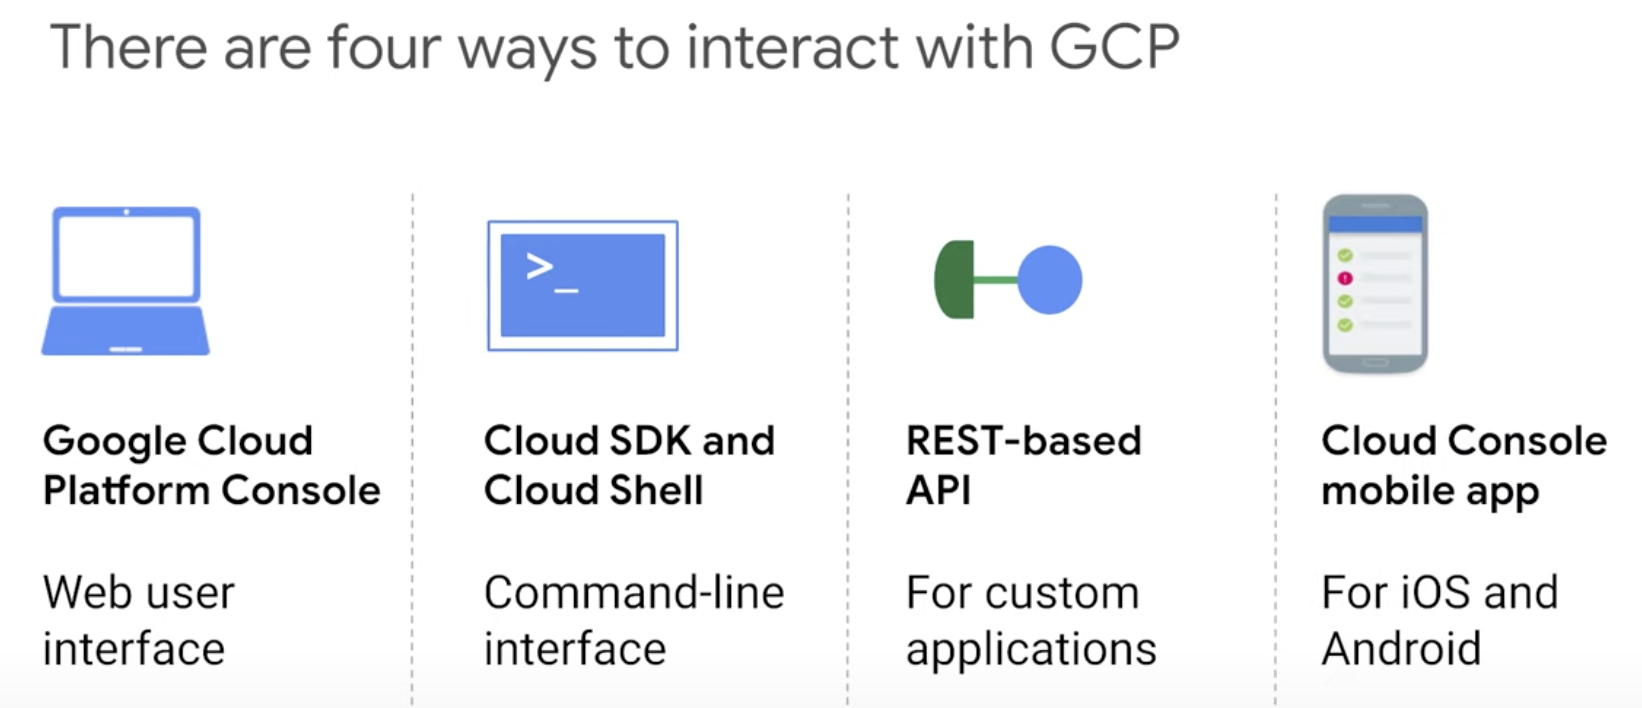 There are four ways to interact with GCP
>_
Google Cloud
Platform Console
Web user
interface
Cloud SDK and
Cloud Shell
Command-line
interface
REST-based
API
For custom
applications
Cloud Console
mobile app
For iOS and
Android